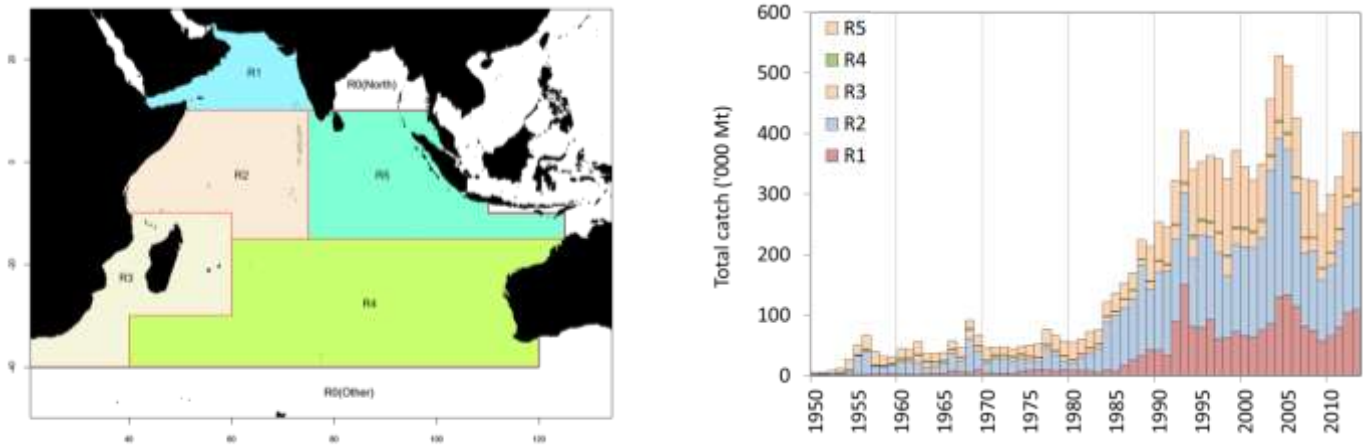 R1
R0(North)
R2
R5
R3
R4
R0(Other)
40 60 80 100 120
600
500
400
300
200
100
0
Total catch ('000 Mt)
R5
R4
R3
R2
R1
1950 1955 1960 1965 1970 1975 1980 1985 1990 1995 2000 2005 2010